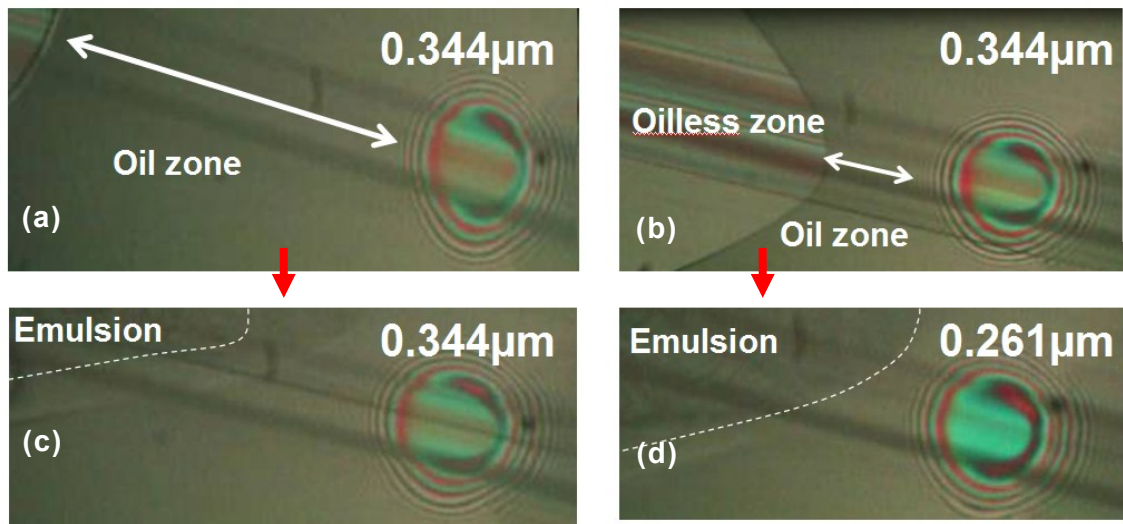 0.344µm
Oil zone
(a)
0.344µm
Oilless zone
Oil zone
(b)
Emulsion
0.344µm
(c)
Emulsion
0.261µm
(d)